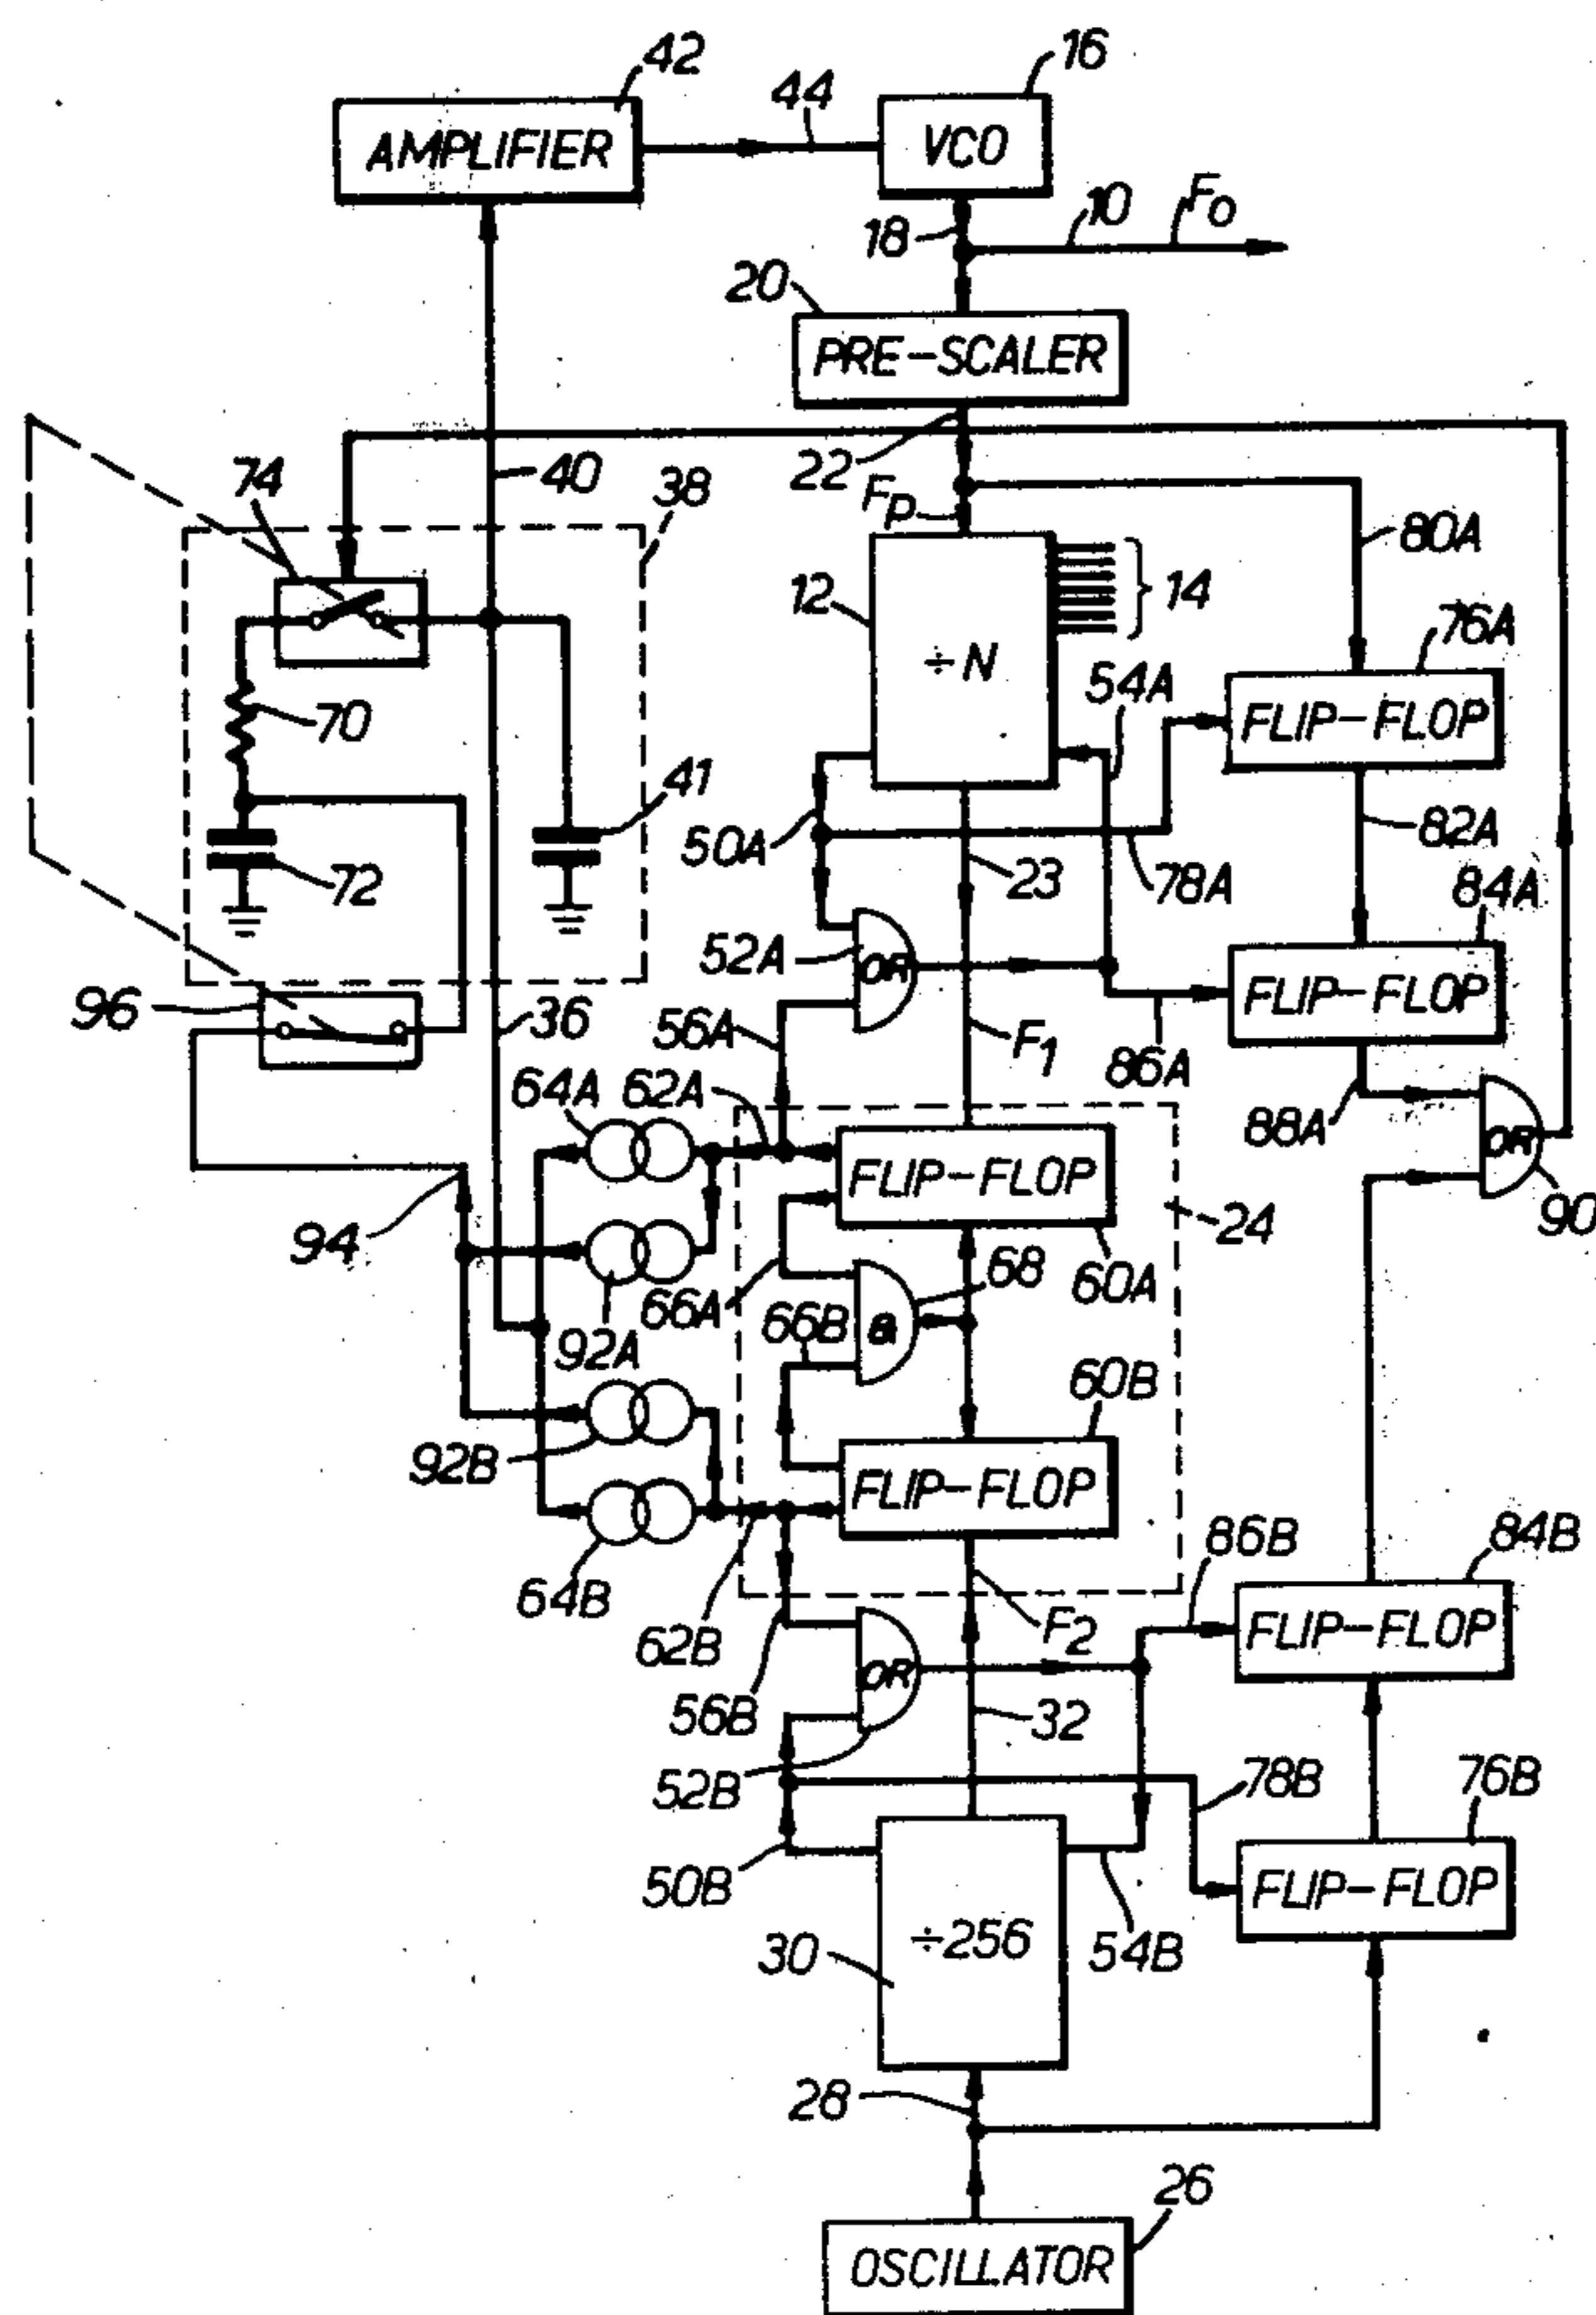 42
16
44
AMPLIFIER
VCO
10
Fo
18
20
PRE-SCALER
22
74
40
38
Fp
80A
12
14
76A
÷N
54A
FLIP-FLOP
70
41
50A
82A
23
78A
72
84A
52A
OR
FLIP-FLOP
96
36
56A
F1
86A
64A
62A
88A
OR
FLIP-FLOP
24
90
94
68
60A
66A
66B
&
92A
60B
92B
FLIP-FLOP
86B
84B
64B
F2
62B
FLIP-FLOP
OR
56B
32
52B
78B
76B
50B
FLIP-FLOP
÷256
30
54B
28
26
OSCILLATOR